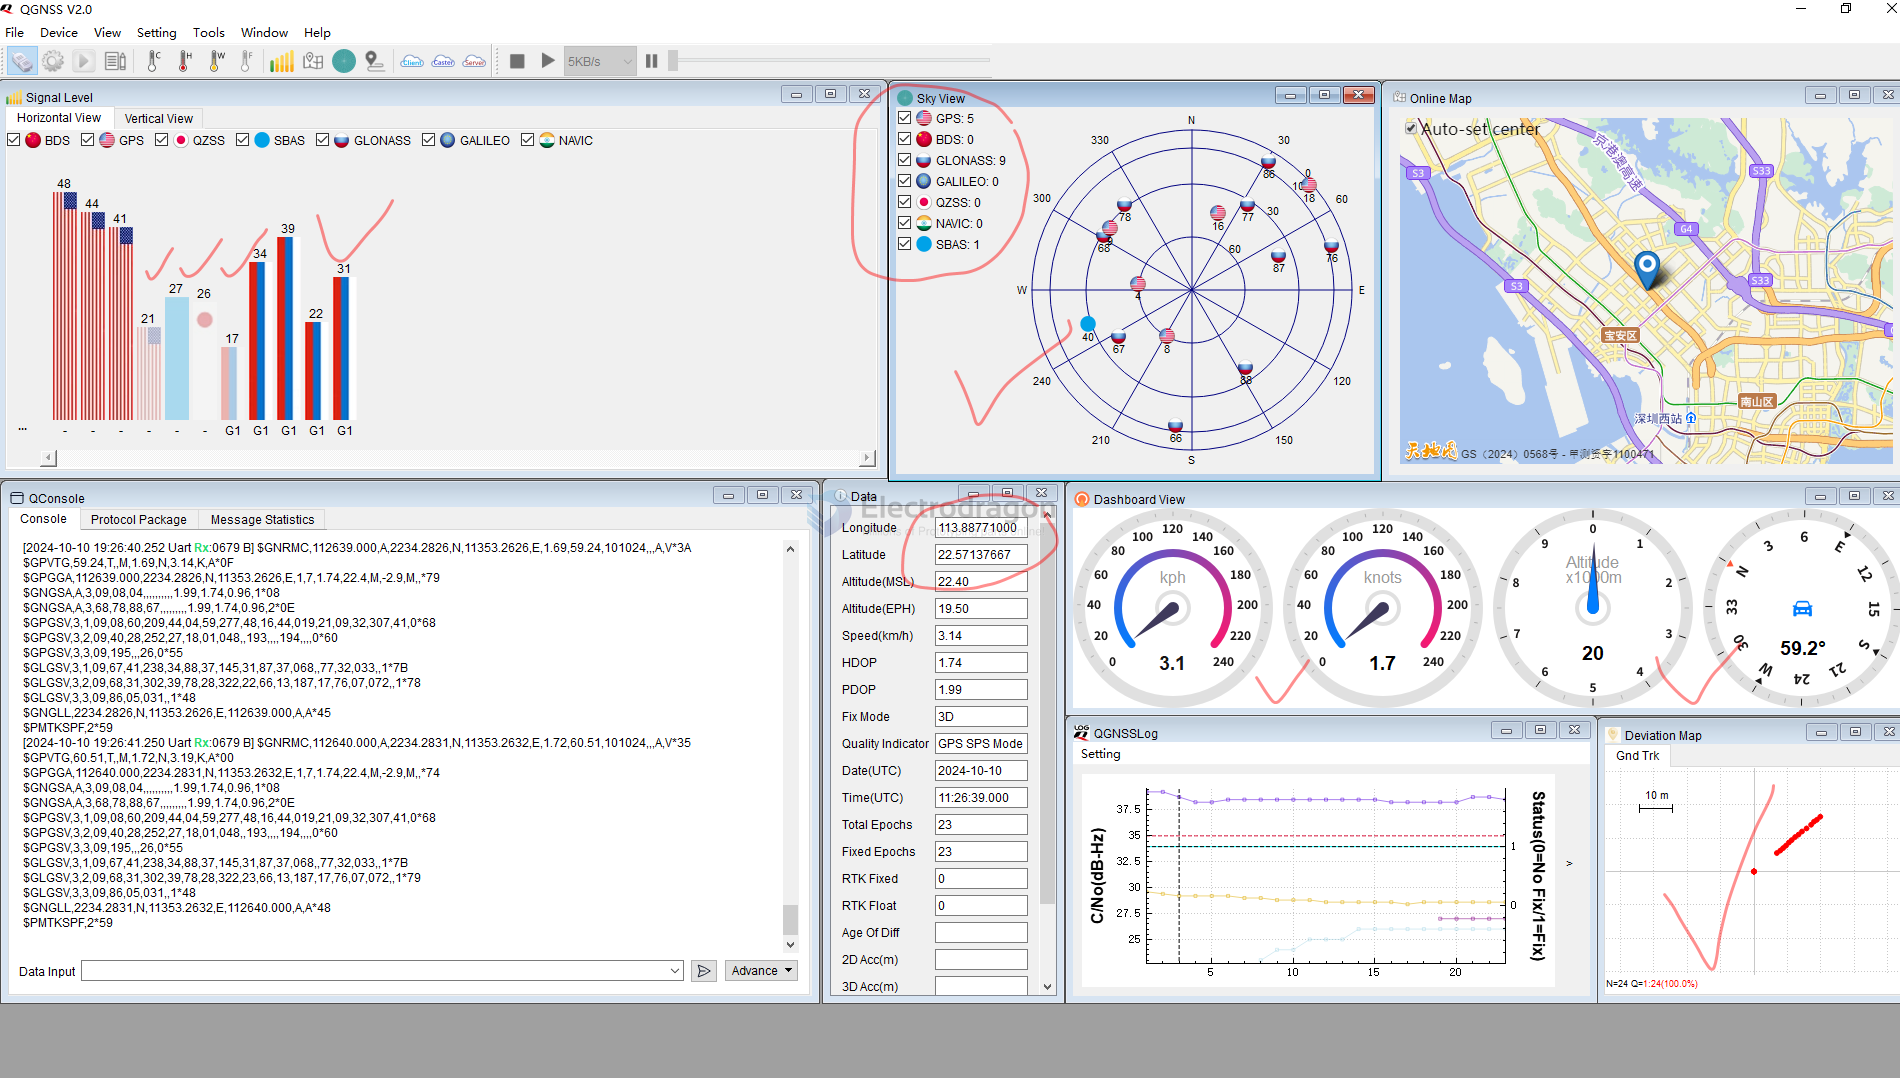 QGNSS V2.0
File Device View Setting Tools Window Help
Client Caster Server 5KB/s
Signal Level
Horizontal View Vertical View
BDS GPS QZSS SBAS GLONASS GALILEO NAVIC
48
44
41
21
27
26
17
34
39
22
31
... - - - - - - G1 G1 G1 G1 G1
Sky View
GPS: 5
BDS: 0
GLONASS: 9
GALILEO: 0
QZSS: 0
NAVIC: 0
SBAS: 1
N
330 30
300 60
W E
240 120
210 150
S
0
10
30
60
86
18
78
16
77
68
9
76
87
4
40
67
8
88
66
Online Map
Auto-set center
京港澳高速
S3
S33
G4
S33
S3
宝安区
南山区
深圳西站
天地图 GS（2024）0568号 - 甲测资字1100471
QConsole
Console Protocol Package Message Statistics
[2024-10-10 19:26:40.252 Uart Rx:0679 B] $GNRMC,112639.000,A,2234.2826,N,11353.2626,E,1.69,59.24,101024,,,A,V*3A
$GPVTG,59.24,T,,M,1.69,N,3.14,K,A*0F
$GPGGA,112639.000,2234.2826,N,11353.2626,E,1,7,1.74,22.4,M,-2.9,M,,*79
$GNGSA,A,3,09,08,04,,,,,,,,,,1.99,1.74,0.96,1*08
$GNGSA,A,3,68,78,88,67,,,,,,,,,1.99,1.74,0.96,2*0E
$GPGSV,3,1,09,08,60,209,44,04,59,277,48,16,44,019,21,09,32,307,41,0*68
$GPGSV,3,2,09,40,28,252,27,18,01,048,,193,,,,194,,,,0*60
$GPGSV,3,3,09,195,,,26,0*55
$GLGSV,3,1,09,67,41,238,34,88,37,145,31,87,37,068,,77,32,033,,1*7B
$GLGSV,3,2,09,68,31,302,39,78,28,322,22,66,13,187,17,76,07,072,,1*78
$GLGSV,3,3,09,86,05,031,,1*48
$GNGLL,2234.2826,N,11353.2626,E,112639.000,A,A*45
$PMTKSPF,2*59
[2024-10-10 19:26:41.250 Uart Rx:0679 B] $GNRMC,112640.000,A,2234.2831,N,11353.2632,E,1.72,60.51,101024,,,A,V*35
$GPVTG,60.51,T,,M,1.72,N,3.19,K,A*00
$GPGGA,112640.000,2234.2831,N,11353.2632,E,1,7,1.74,22.4,M,-2.9,M,,*74
$GNGSA,A,3,09,08,04,,,,,,,,,,1.99,1.74,0.96,1*08
$GNGSA,A,3,68,78,88,67,,,,,,,,,1.99,1.74,0.96,2*0E
$GPGSV,3,1,09,08,60,209,44,04,59,277,48,16,44,019,21,09,32,307,41,0*68
$GPGSV,3,2,09,40,28,252,27,18,01,048,,193,,,,194,,,,0*60
$GPGSV,3,3,09,195,,,26,0*55
$GLGSV,3,1,09,67,41,238,34,88,37,145,31,87,37,068,,77,32,033,,1*7B
$GLGSV,3,2,09,68,31,302,39,78,28,322,23,66,13,187,17,76,07,072,,1*79
$GLGSV,3,3,09,86,05,031,,1*48
$GNGLL,2234.2831,N,11353.2632,E,112640.000,A,A*48
$PMTKSPF,2*59
Data Input Advance
Data
Electrodragon
Longitude 113.88771000
Latitude 22.57137667
Altitude(MSL) 22.40
Altitude(EPH) 19.50
Speed(km/h) 3.14
HDOP 1.74
PDOP 1.99
Fix Mode 3D
Quality Indicator GPS SPS Mode
Date(UTC) 2024-10-10
Time(UTC) 11:26:39.000
Total Epochs 23
Fixed Epochs 23
RTK Fixed 0
RTK Float 0
Age Of Diff
2D Acc(m)
3D Acc(m)
Dashboard View
0 20 40 60 80 100 120 140 160 180 200 220 240
kph
3.1
0 20 40 60 80 100 120 140 160 180 200 220 240
knots
1.7
0 1 2 3 4 5 6 7 8 9
Altitude
x1000m
20
N 3 6 E 12 15 S 21 24 W 30 33
59.2°
QGNSSLog
Setting
C/No(dB-Hz)
37.5
35
32.5
30
27.5
25
5 10 15 20
1
0
Status(0=No Fix/1=Fix)
>
Deviation Map
Gnd Trk
10 m
N=24 Q=1:24(100.0%)